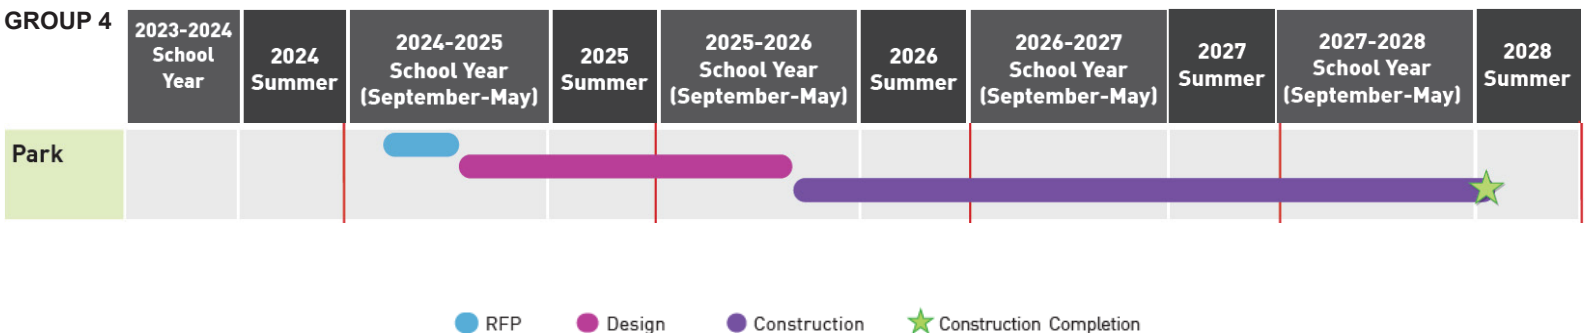 GROUP 4
2023-2024
School
Year
2024
Summer
2024-2025
School Year
(September-May)
2025
Summer
2025-2026
School Year
(September-May)
2026
Summer
2026-2027
School Year
(September-May)
2027
Summer
2027-2028
School Year
(September-May)
2028
Summer
Park
RFP
Design
Construction
Construction Completion